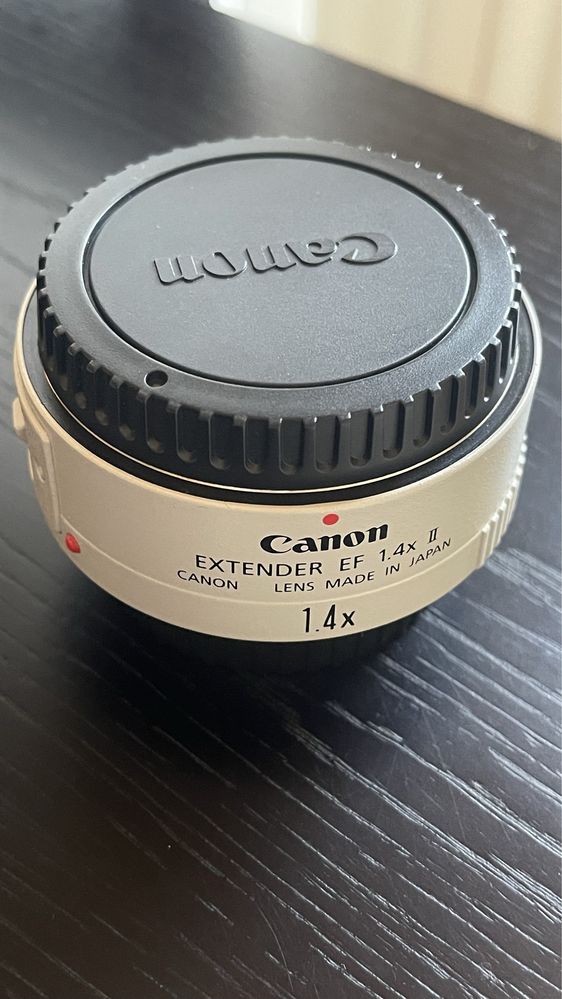 Canon
Canon
EXTENDER EF 1.4x II
CANON LENS MADE IN JAPAN
1.4x